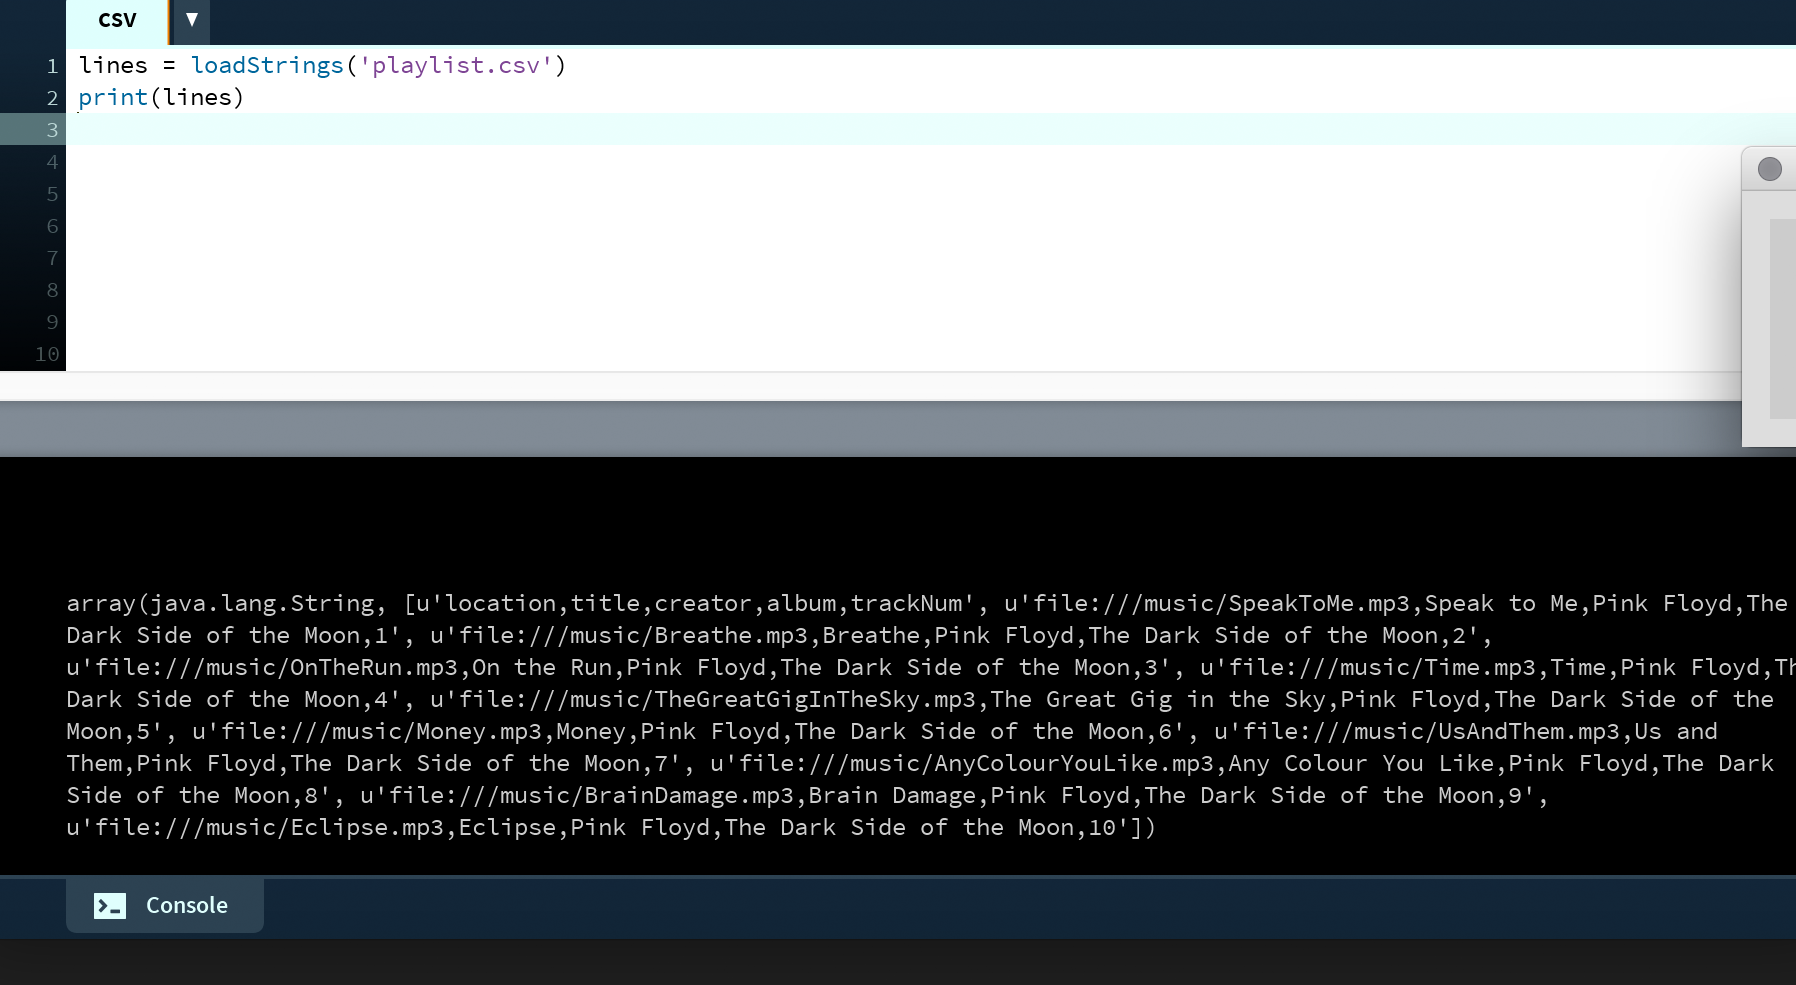 CSV ▼
1 lines = loadStrings('playlist.csv')
2 print(lines)
3
4
5
6
7
8
9
10
array(java.lang.String, [u'location,title,creator,album,trackNum', u'file:///music/SpeakToMe.mp3,Speak to Me,Pink Floyd,The
Dark Side of the Moon,1', u'file:///music/Breathe.mp3,Breathe,Pink Floyd,The Dark Side of the Moon,2',
u'file:///music/OnTheRun.mp3,On the Run,Pink Floyd,The Dark Side of the Moon,3', u'file:///music/Time.mp3,Time,Pink Floyd,Th
Dark Side of the Moon,4', u'file:///music/TheGreatGigInTheSky.mp3,The Great Gig in the Sky,Pink Floyd,The Dark Side of the
Moon,5', u'file:///music/Money.mp3,Money,Pink Floyd,The Dark Side of the Moon,6', u'file:///music/UsAndThem.mp3,Us and
Them,Pink Floyd,The Dark Side of the Moon,7', u'file:///music/AnyColourYouLike.mp3,Any Colour You Like,Pink Floyd,The Dark
Side of the Moon,8', u'file:///music/BrainDamage.mp3,Brain Damage,Pink Floyd,The Dark Side of the Moon,9',
u'file:///music/Eclipse.mp3,Eclipse,Pink Floyd,The Dark Side of the Moon,10'])
Console